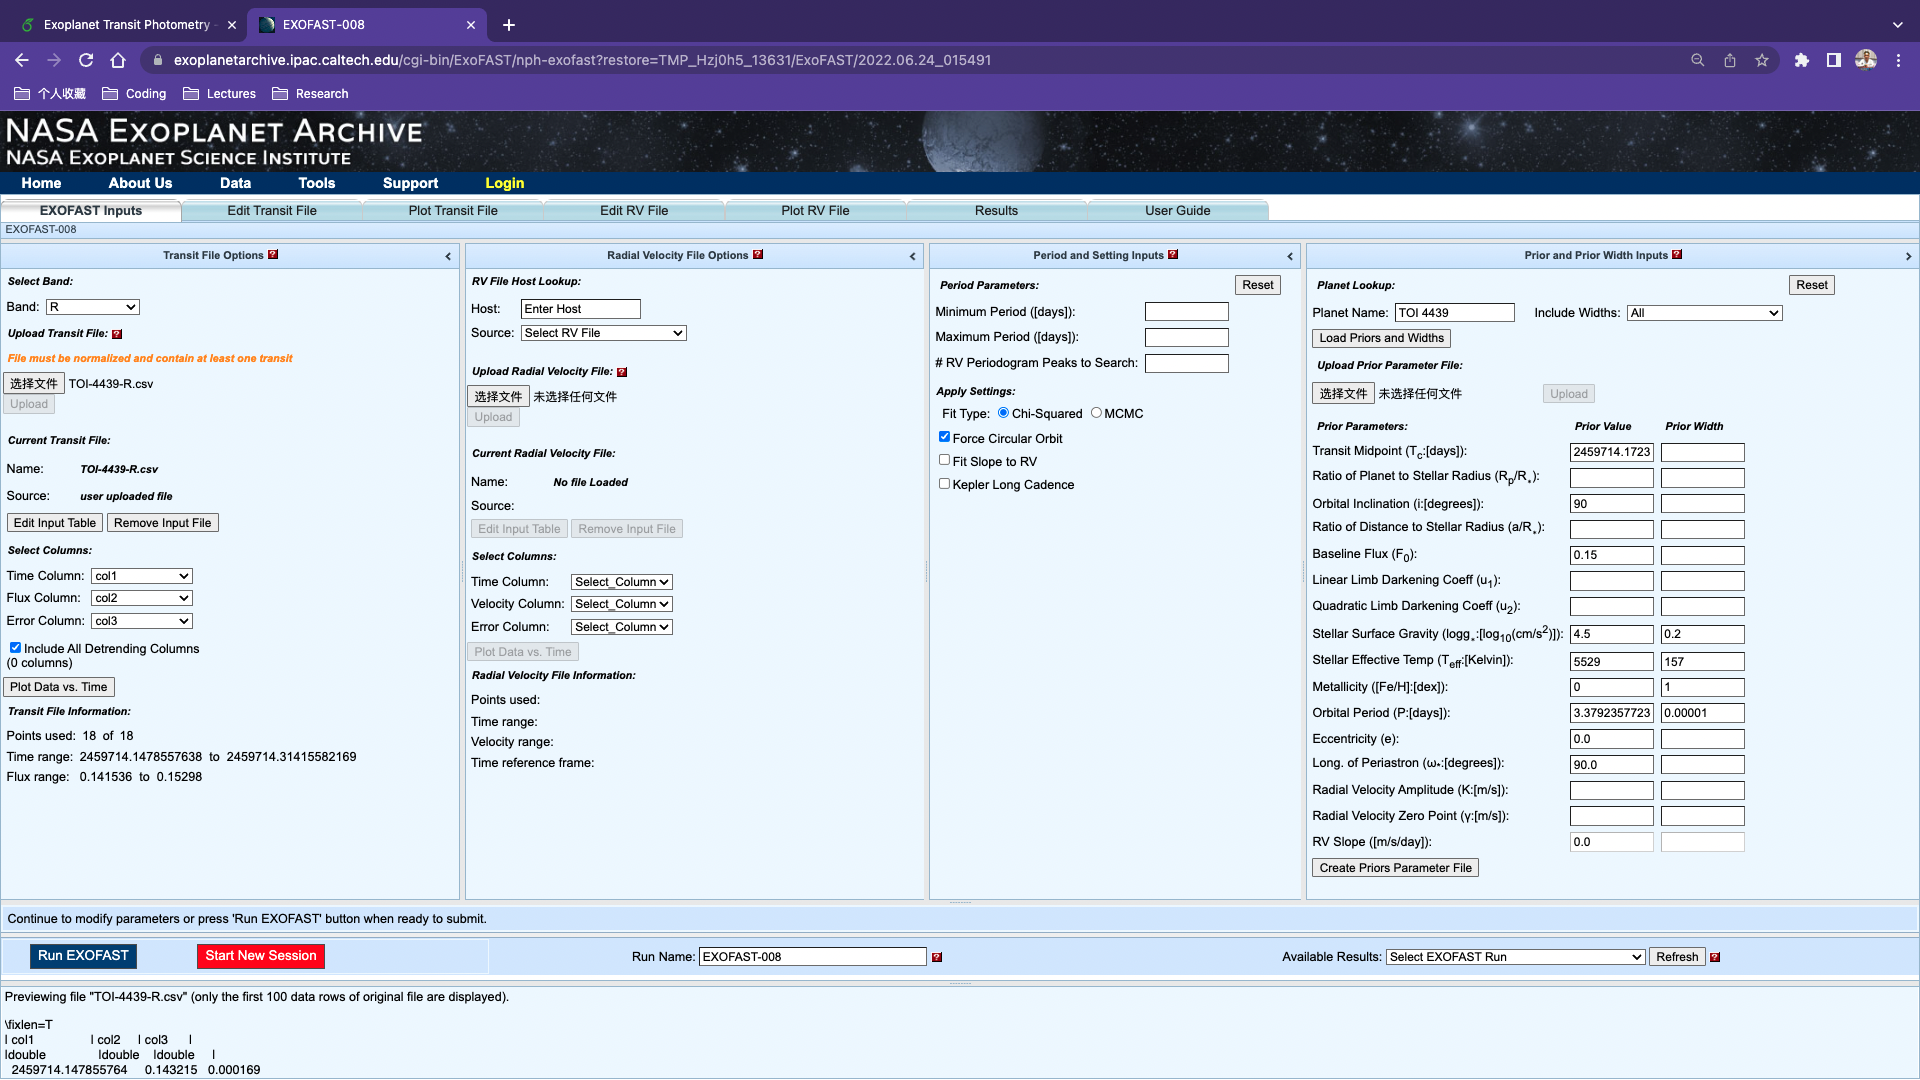 Exoplanet Transit Photometry -
EXOFAST-008
exoplanetarchive.ipac.caltech.edu/cgi-bin/ExoFAST/nph-exofast?restore=TMP_Hzj0h5_13631/ExoFAST/2022.06.24_015491
个人收藏 Coding Lectures Research
NASA EXOPLANET ARCHIVE
NASA EXOPLANET SCIENCE INSTITUTE
Home About Us Data Tools Support Login
EXOFAST Inputs Edit Transit File Plot Transit File Edit RV File Plot RV File Results User Guide
EXOFAST-008
Transit File Options ?
Select Band:
Band: R
Upload Transit File: ?
File must be normalized and contain at least one transit
选择文件 TOI-4439-R.csv
Upload
Current Transit File:
Name: TOI-4439-R.csv
Source: user uploaded file
Edit Input Table Remove Input File
Select Columns:
Time Column: col1
Flux Column: col2
Error Column: col3
Include All Detrending Columns
(0 columns)
Plot Data vs. Time
Transit File Information:
Points used: 18 of 18
Time range: 2459714.1478557638 to 2459714.31415582169
Flux range: 0.141536 to 0.15298
Radial Velocity File Options ?
RV File Host Lookup:
Host: Enter Host
Source: Select RV File
Upload Radial Velocity File: ?
选择文件 未选择任何文件
Upload
Current Radial Velocity File:
Name: No file Loaded
Source:
Edit Input Table Remove Input File
Select Columns:
Time Column: Select_Column
Velocity Column: Select_Column
Error Column: Select_Column
Plot Data vs. Time
Radial Velocity File Information:
Points used:
Time range:
Velocity range:
Time reference frame:
Period and Setting Inputs ?
Period Parameters: Reset
Minimum Period ([days]):
Maximum Period ([days]):
# RV Periodogram Peaks to Search:
Apply Settings:
Fit Type: Chi-Squared MCMC
Force Circular Orbit
Fit Slope to RV
Kepler Long Cadence
Prior and Prior Width Inputs ?
Planet Lookup: Reset
Planet Name: TOI 4439 Include Widths: All
Load Priors and Widths
Upload Prior Parameter File:
选择文件 未选择任何文件 Upload
Prior Parameters: Prior Value Prior Width
Transit Midpoint (Tc:[days]): 2459714.1723
Ratio of Planet to Stellar Radius (Rp/R*):
Orbital Inclination (i:[degrees]): 90
Ratio of Distance to Stellar Radius (a/R*):
Baseline Flux (F0): 0.15
Linear Limb Darkening Coeff (u1):
Quadratic Limb Darkening Coeff (u2):
Stellar Surface Gravity (logg*:[log10(cm/s2)]): 4.5 0.2
Stellar Effective Temp (Teff:[Kelvin]): 5529 157
Metallicity ([Fe/H]:[dex]): 0 1
Orbital Period (P:[days]): 3.3792357723 0.00001
Eccentricity (e): 0.0
Long. of Periastron (ω*:[degrees]): 90.0
Radial Velocity Amplitude (K:[m/s]):
Radial Velocity Zero Point (γ:[m/s]):
RV Slope ([m/s/day]): 0.0
Create Priors Parameter File
Continue to modify parameters or press 'Run EXOFAST' button when ready to submit.
Run EXOFAST Start New Session Run Name: EXOFAST-008 ? Available Results: Select EXOFAST Run Refresh ?
Previewing file "TOI-4439-R.csv" (only the first 100 data rows of original file are displayed).
\fixlen=T
| col1 | col2 | col3 |
|double |double |double |
2459714.147855764 0.143215 0.000169